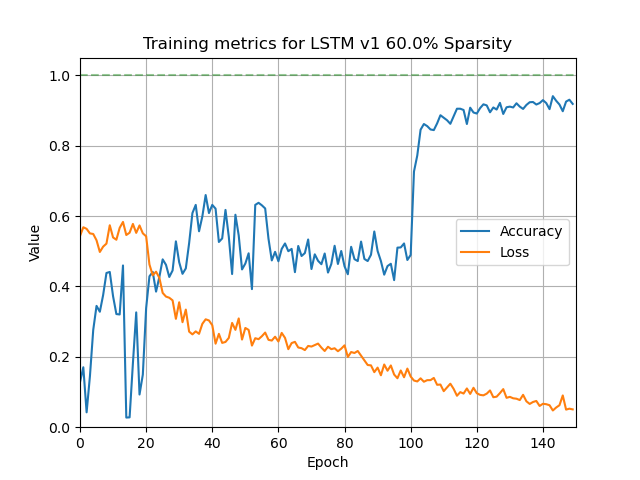 Training metrics for LSTM v1 60.0% Sparsity
1.0
0.8
0.6
0.4
0.2
0.0
Value
Accuracy
Loss
0 20 40 60 80 100 120 140
Epoch